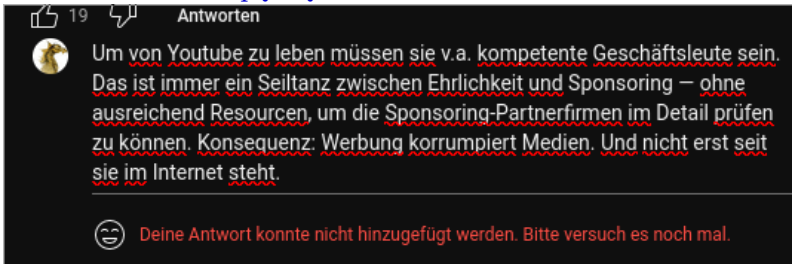 19 Antworten
Um von Youtube zu leben müssen sie v.a. kompetente Geschäftsleute sein.
Das ist immer ein Seiltanz zwischen Ehrlichkeit und Sponsoring — ohne
ausreichend Resourcen, um die Sponsoring-Partnerfirmen im Detail prüfen
zu können. Konsequenz: Werbung korrumpiert Medien. Und nicht erst seit
sie im Internet steht.
Deine Antwort konnte nicht hinzugefügt werden. Bitte versuch es noch mal.